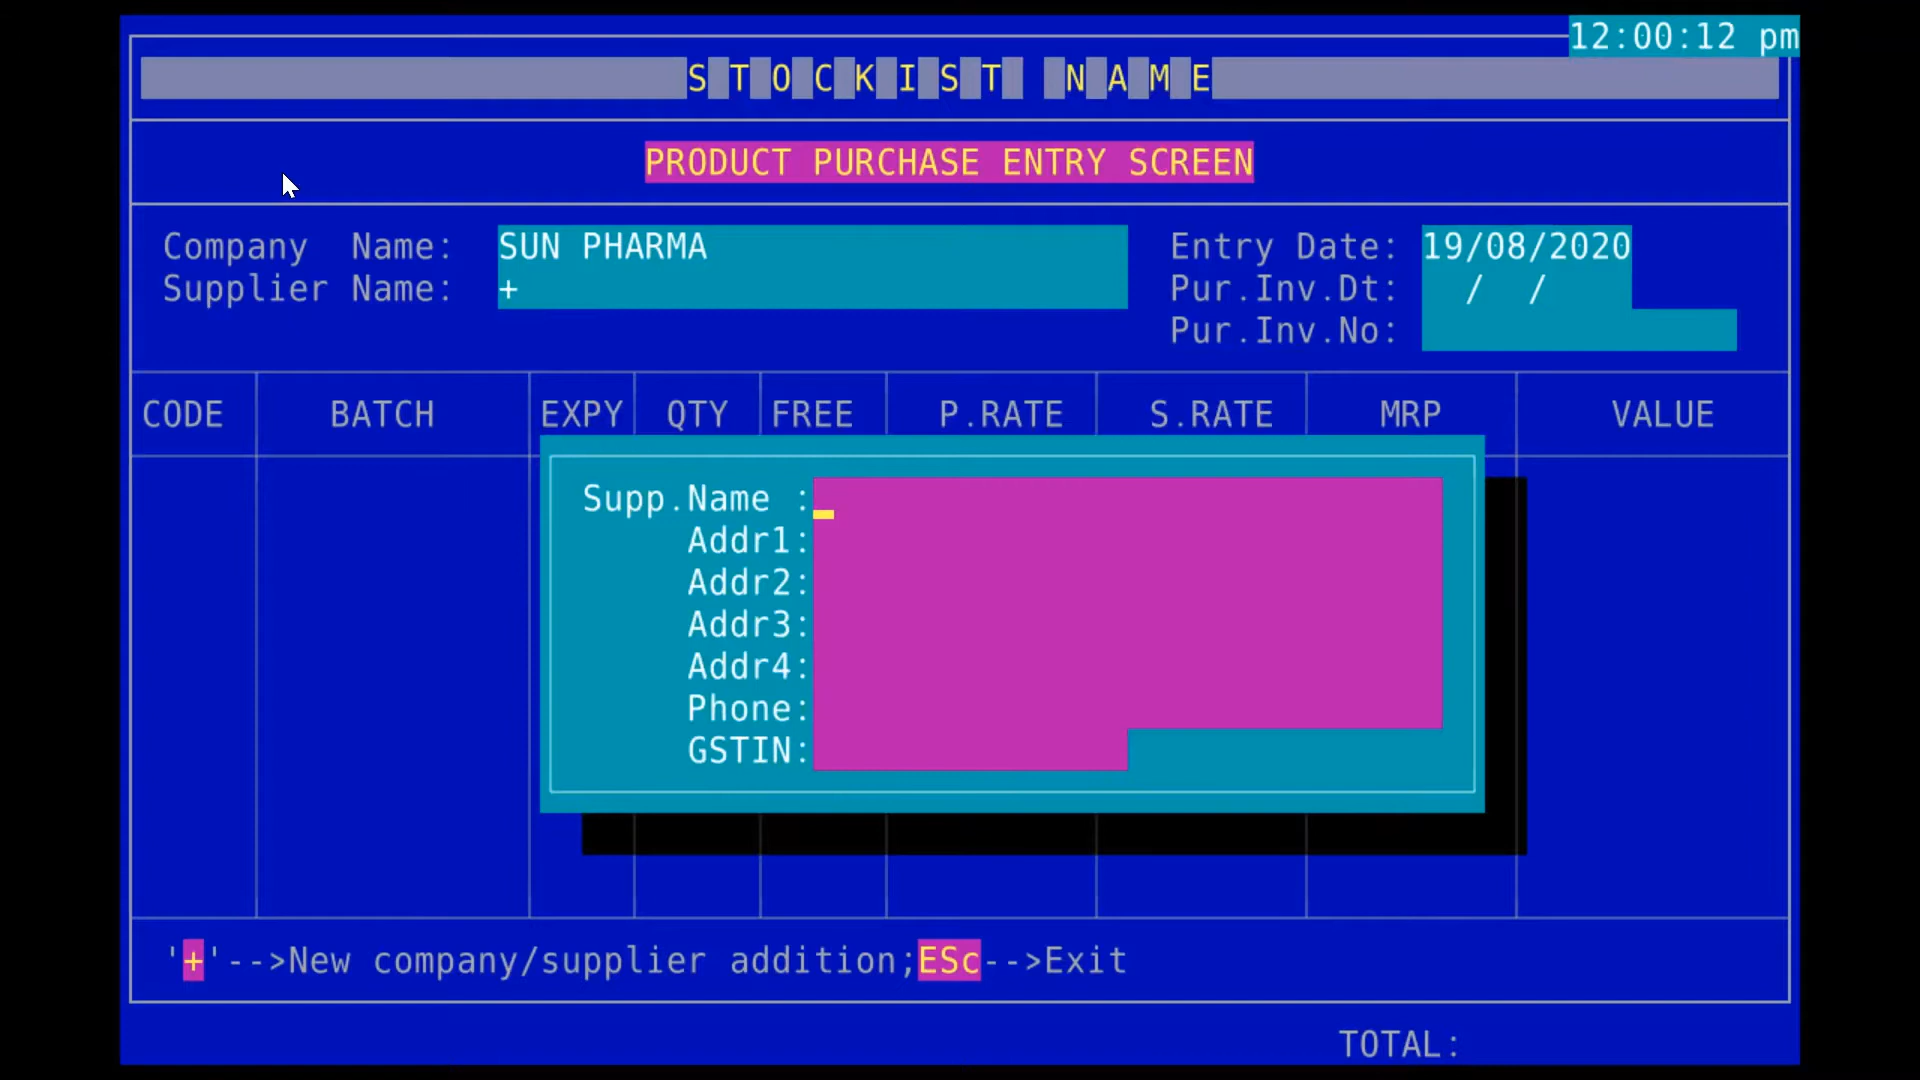 12:00:12 pm
S T O C K I S T   N A M E
PRODUCT PURCHASE ENTRY SCREEN
Company  Name: SUN PHARMA Entry Date: 19/08/2020
Supplier Name: + Pur.Inv.Dt: / /
Pur.Inv.No:
CODE BATCH EXPY QTY FREE P.RATE S.RATE MRP VALUE
Supp.Name :
Addr1:
Addr2:
Addr3:
Addr4:
Phone:
GSTIN:
'+'-->New company/supplier addition;ESc-->Exit
TOTAL: